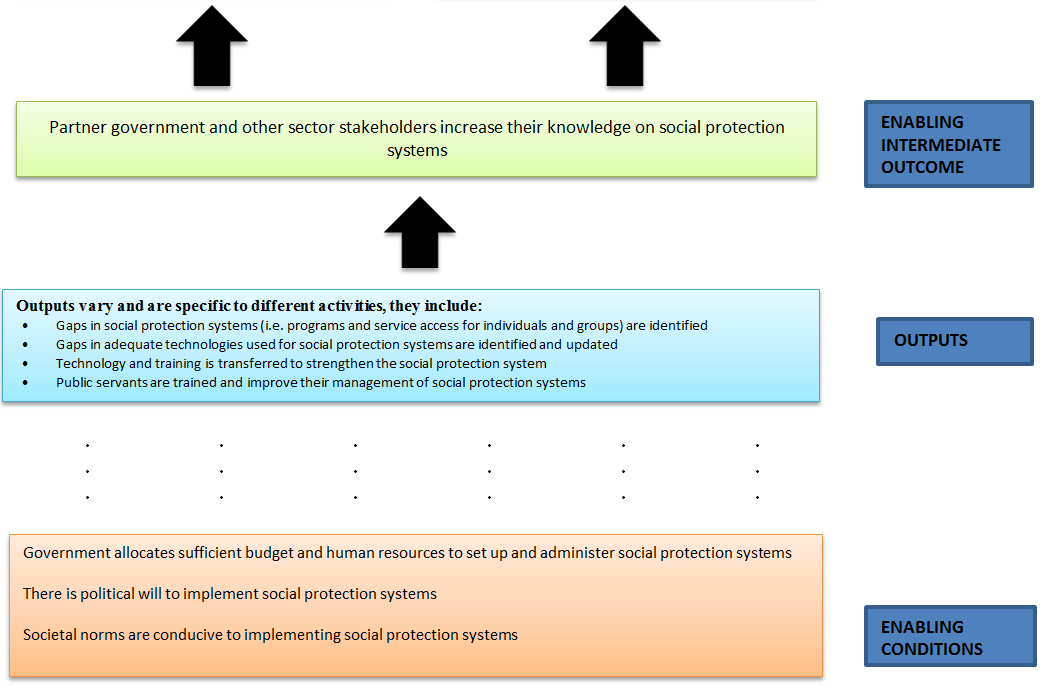 Partner government and other sector stakeholders increase their knowledge on social protection
systems
ENABLING
INTERMEDIATE
OUTCOME
Outputs vary and are specific to different activities, they include:
• Gaps in social protection systems (i.e. programs and service access for individuals and groups) are identified
• Gaps in adequate technologies used for social protection systems are identified and updated
• Technology and training is transferred to strengthen the social protection system
• Public servants are trained and improve their management of social protection systems
OUTPUTS
Government allocates sufficient budget and human resources to set up and administer social protection systems
There is political will to implement social protection systems
Societal norms are conducive to implementing social protection systems
ENABLING
CONDITIONS